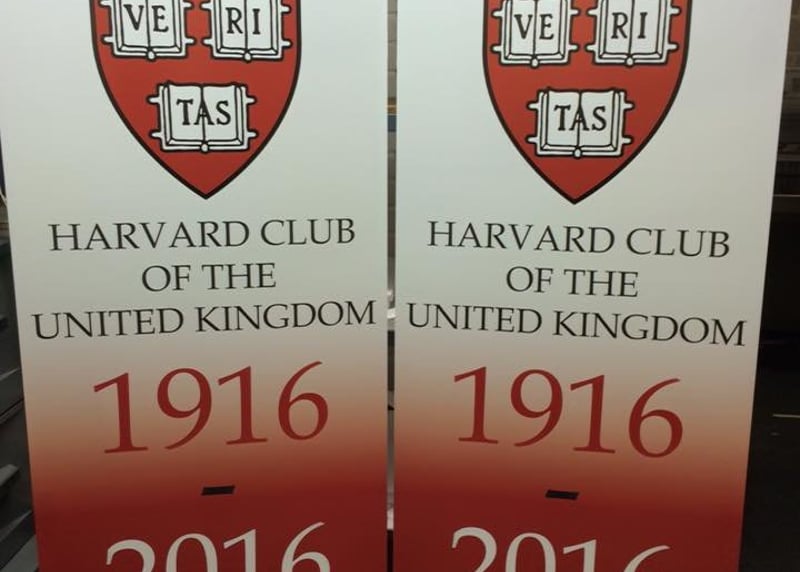 VE RI
TAS
HARVARD CLUB
OF THE
UNITED KINGDOM
1916
-
2016
VE RI
TAS
HARVARD CLUB
OF THE
UNITED KINGDOM
1916
-
2016